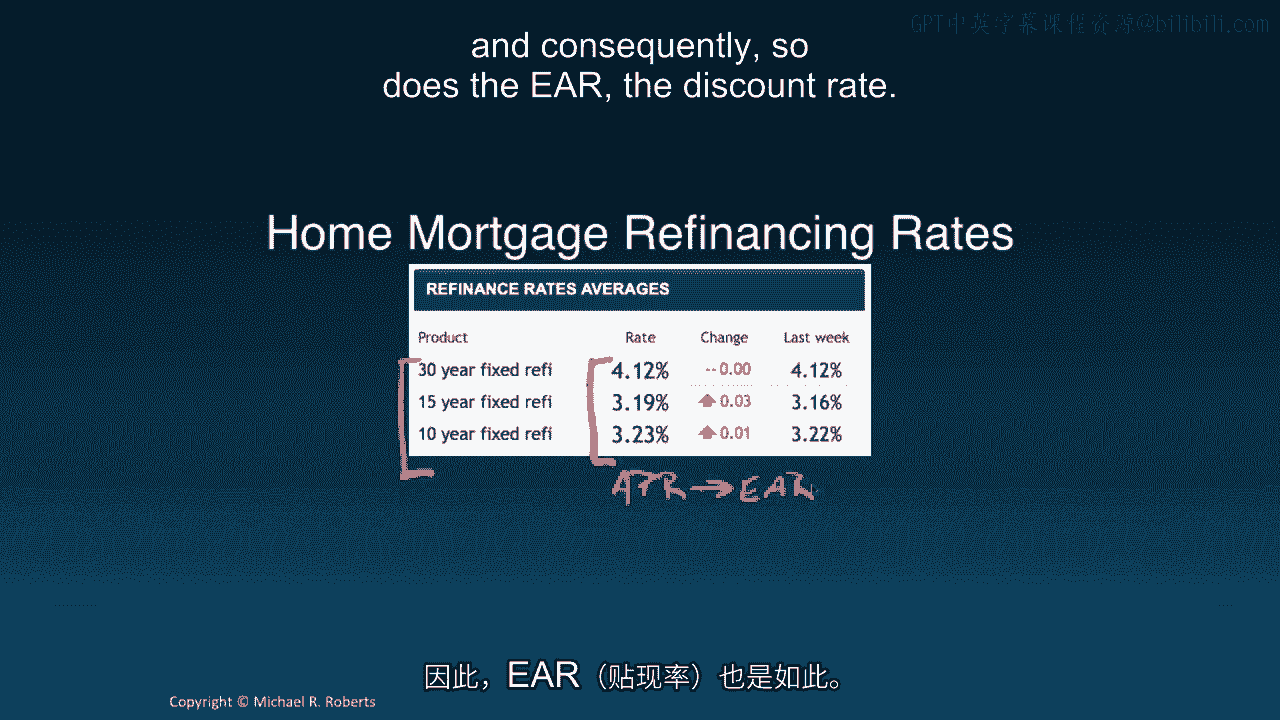 GPT中英字幕课程资源@bilibili.com
and consequently, so
does the EAR, the discount rate.
Home Mortgage Refinancing Rates
REFINANCE RATES AVERAGES
Product Rate Change Last week
30 year fixed refi 4.12% --0.00 4.12%
15 year fixed refi 3.19% 0.03 3.16%
10 year fixed refi 3.23% 0.01 3.22%
APR → EAR
因此，EAR（贴现率）也是如此。
Copyright © Michael R. Roberts